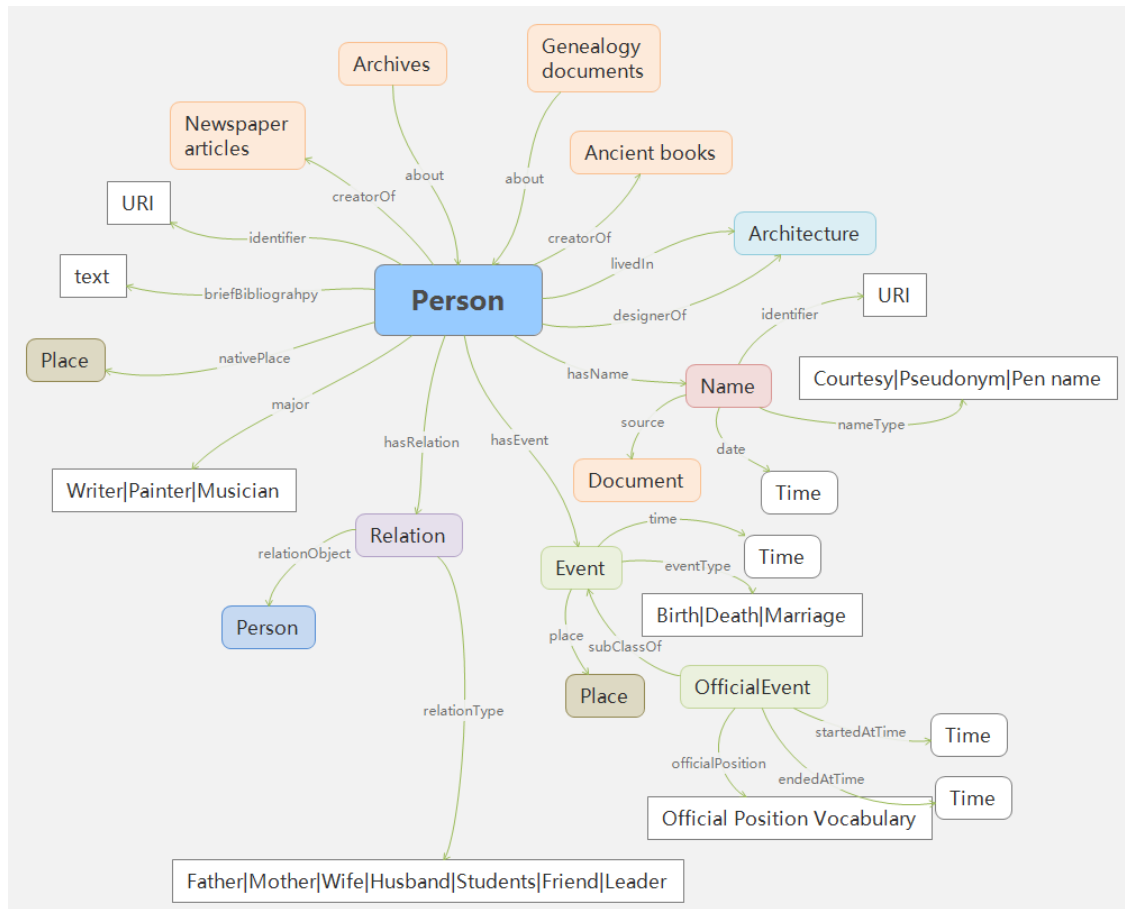 Genealogy
documents
Archives
Newspaper
articles
Ancient books
about
about
creatorOf
URI
creatorOf
Architecture
identifier
livedIn
text
briefBibliograhpy
Person
URI
designerOf
identifier
Place
nativePlace
hasName
Name
Courtesy|Pseudonym|Pen name
major
source
nameType
hasRelation
hasEvent
date
Writer|Painter|Musician
Document
Time
time
Relation
relationObject
Event
eventType
Time
Birth|Death|Marriage
Person
place
subClassOf
Place
OfficialEvent
relationType
startedAtTime
Time
officialPosition
endedAtTime
Time
Official Position Vocabulary
Father|Mother|Wife|Husband|Students|Friend|Leader